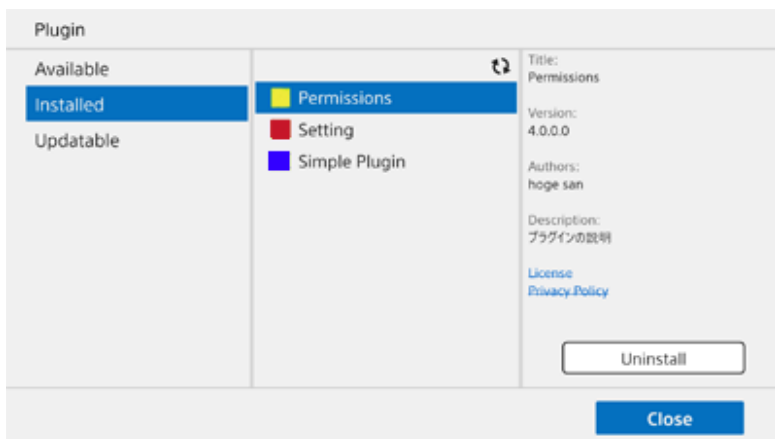 Plugin
Available
Installed
Updatable
Permissions
Setting
Simple Plugin
Title:
Permissions
Version:
4.0.0.0
Authors:
hoge san
Description:
プラグインの説明
License
Privacy Policy
Uninstall
Close